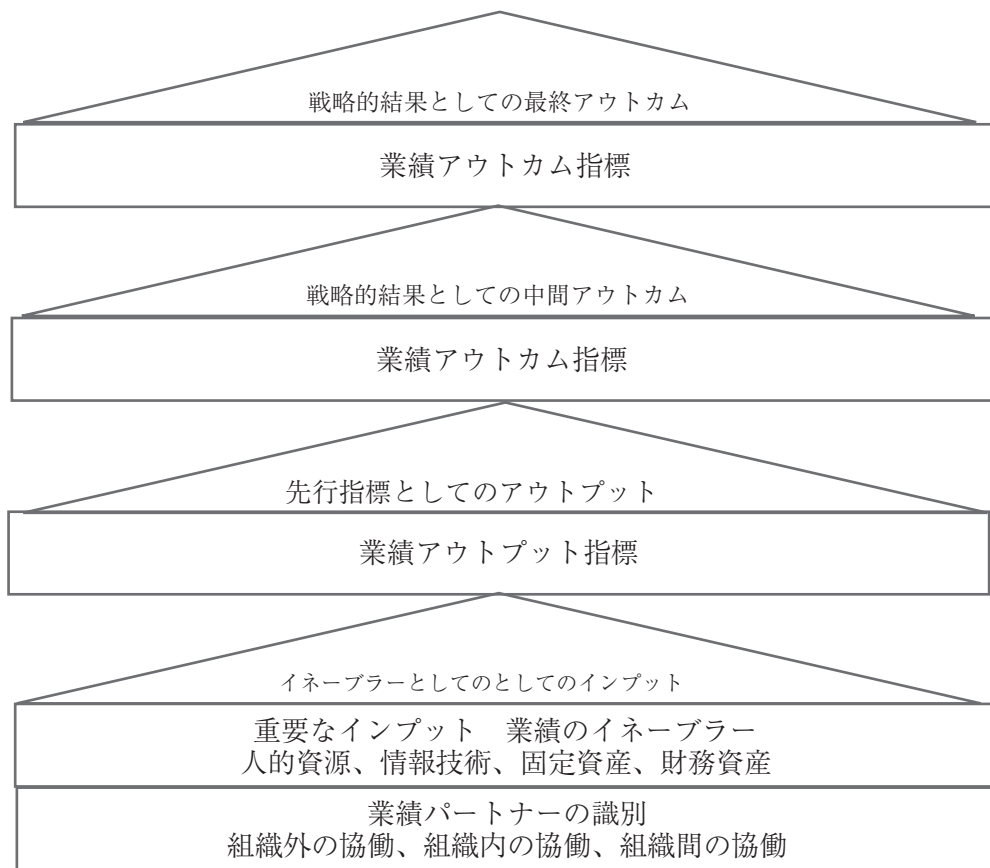 戦略的結果としての最終アウトカム
業績アウトカム指標
戦略的結果としての中間アウトカム
業績アウトカム指標
先行指標としてのアウトプット
業績アウトプット指標
イネーブラーとしてのとしてのインプット
重要なインプット　業績のイネーブラー
人的資源、情報技術、固定資産、財務資産
業績パートナーの識別
組織外の協働、組織内の協働、組織間の協働